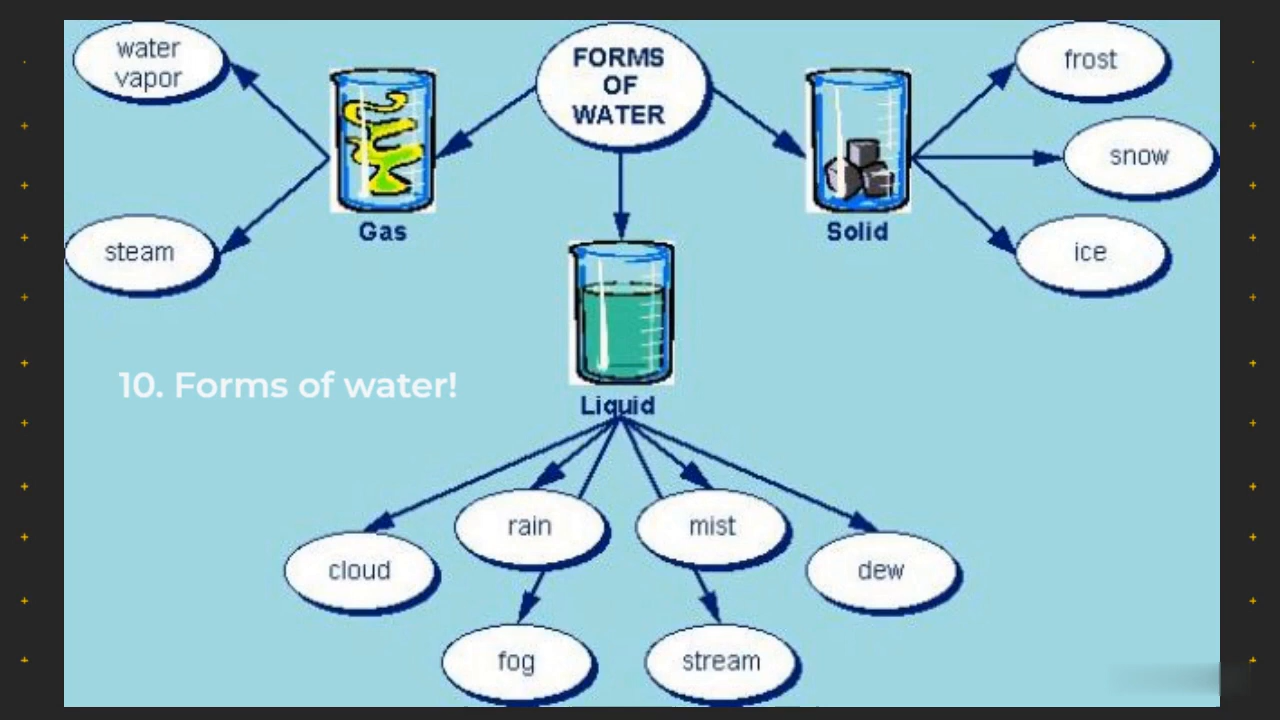 FORMS
OF
WATER
water
vapor
steam
Gas
frost
snow
ice
Solid
10. Forms of water!
Liquid
cloud
rain
mist
dew
fog
stream